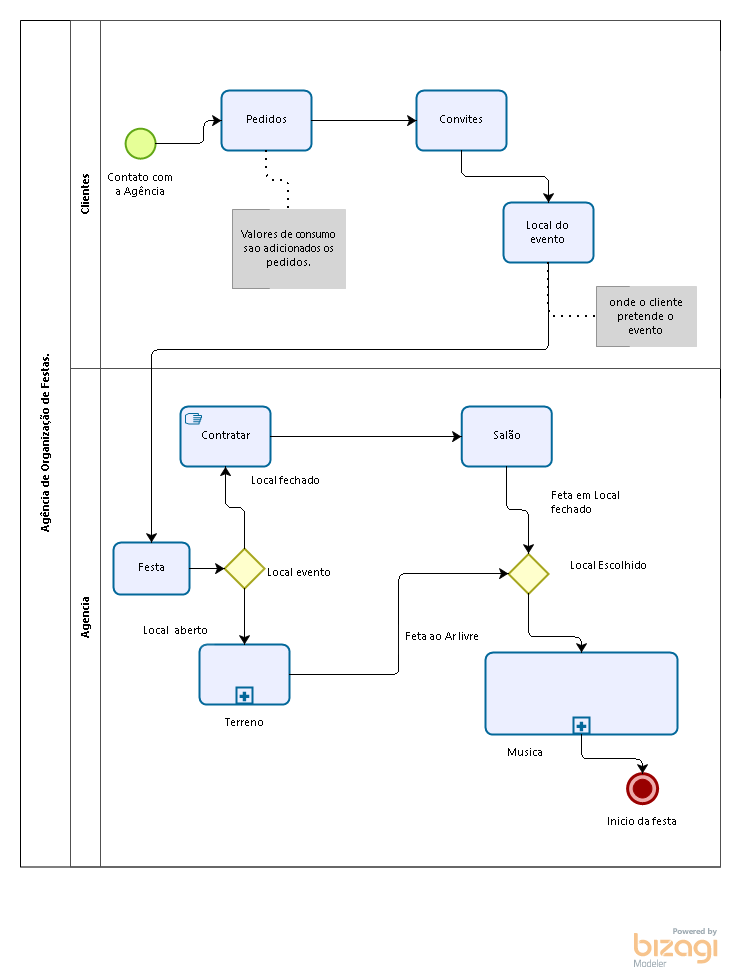 Agência de Organização de Festas.
Clientes
Pedidos
Convites
Contato com
a Agência
Local do
evento
Valores de consumo
sao adicionados os
pedidos.
onde o cliente
pretende o
evento
Agencia
Contratar
Salão
Local fechado
Feta em Local
fechado
Festa
Local evento
Local Escolhido
Local aberto
Feta ao Ar livre
Terreno
Musica
Inicio da festa
Powered by
bizagi
Modeler